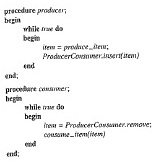 procedure producer;
begin
while true do
begin
item = produce_item;
ProducerConsumer.insert(item)
end
end;
procedure consumer;
begin
while true do
begin
item = ProducerConsumer.remove;
consume_item(item)
end
end;